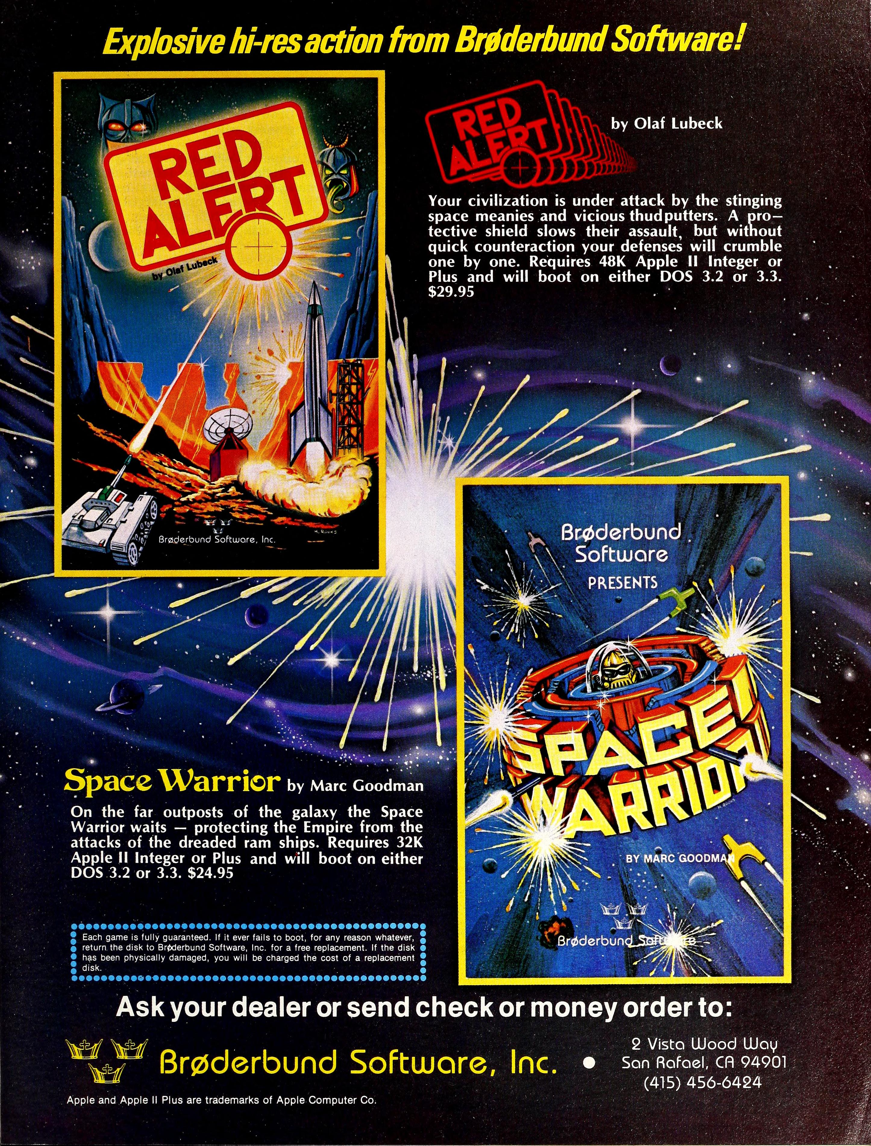 Explosive hi-res action from Brøderbund Software!
RED
ALERT
by Olaf Lubeck
Brøderbund Software, Inc.
RED
ALERT
by Olaf Lubeck
Your civilization is under attack by the stinging
space meanies and vicious thudputters. A pro–
tective shield slows their assault, but without
quick counteraction your defenses will crumble
one by one. Requires 48K Apple II Integer or
Plus and will boot on either DOS 3.2 or 3.3.
$29.95
Brøderbund
Software
PRESENTS
SPACE
WARRIOR
BY MARC GOODMAN
Brøderbund Software
Space Warrior by Marc Goodman
On the far outposts of the galaxy the Space
Warrior waits — protecting the Empire from the
attacks of the dreaded ram ships. Requires 32K
Apple II Integer or Plus and will boot on either
DOS 3.2 or 3.3. $24.95
Each game is fully guaranteed. If it ever fails to boot, for any reason whatever,
return the disk to Brøderbund Software, Inc. for a free replacement. If the disk
has been physically damaged, you will be charged the cost of a replacement
disk.
Ask your dealer or send check or money order to:
Brøderbund Software, Inc. •
2 Vista Wood Way
San Rafael, CA 94901
(415) 456-6424
Apple and Apple II Plus are trademarks of Apple Computer Co.